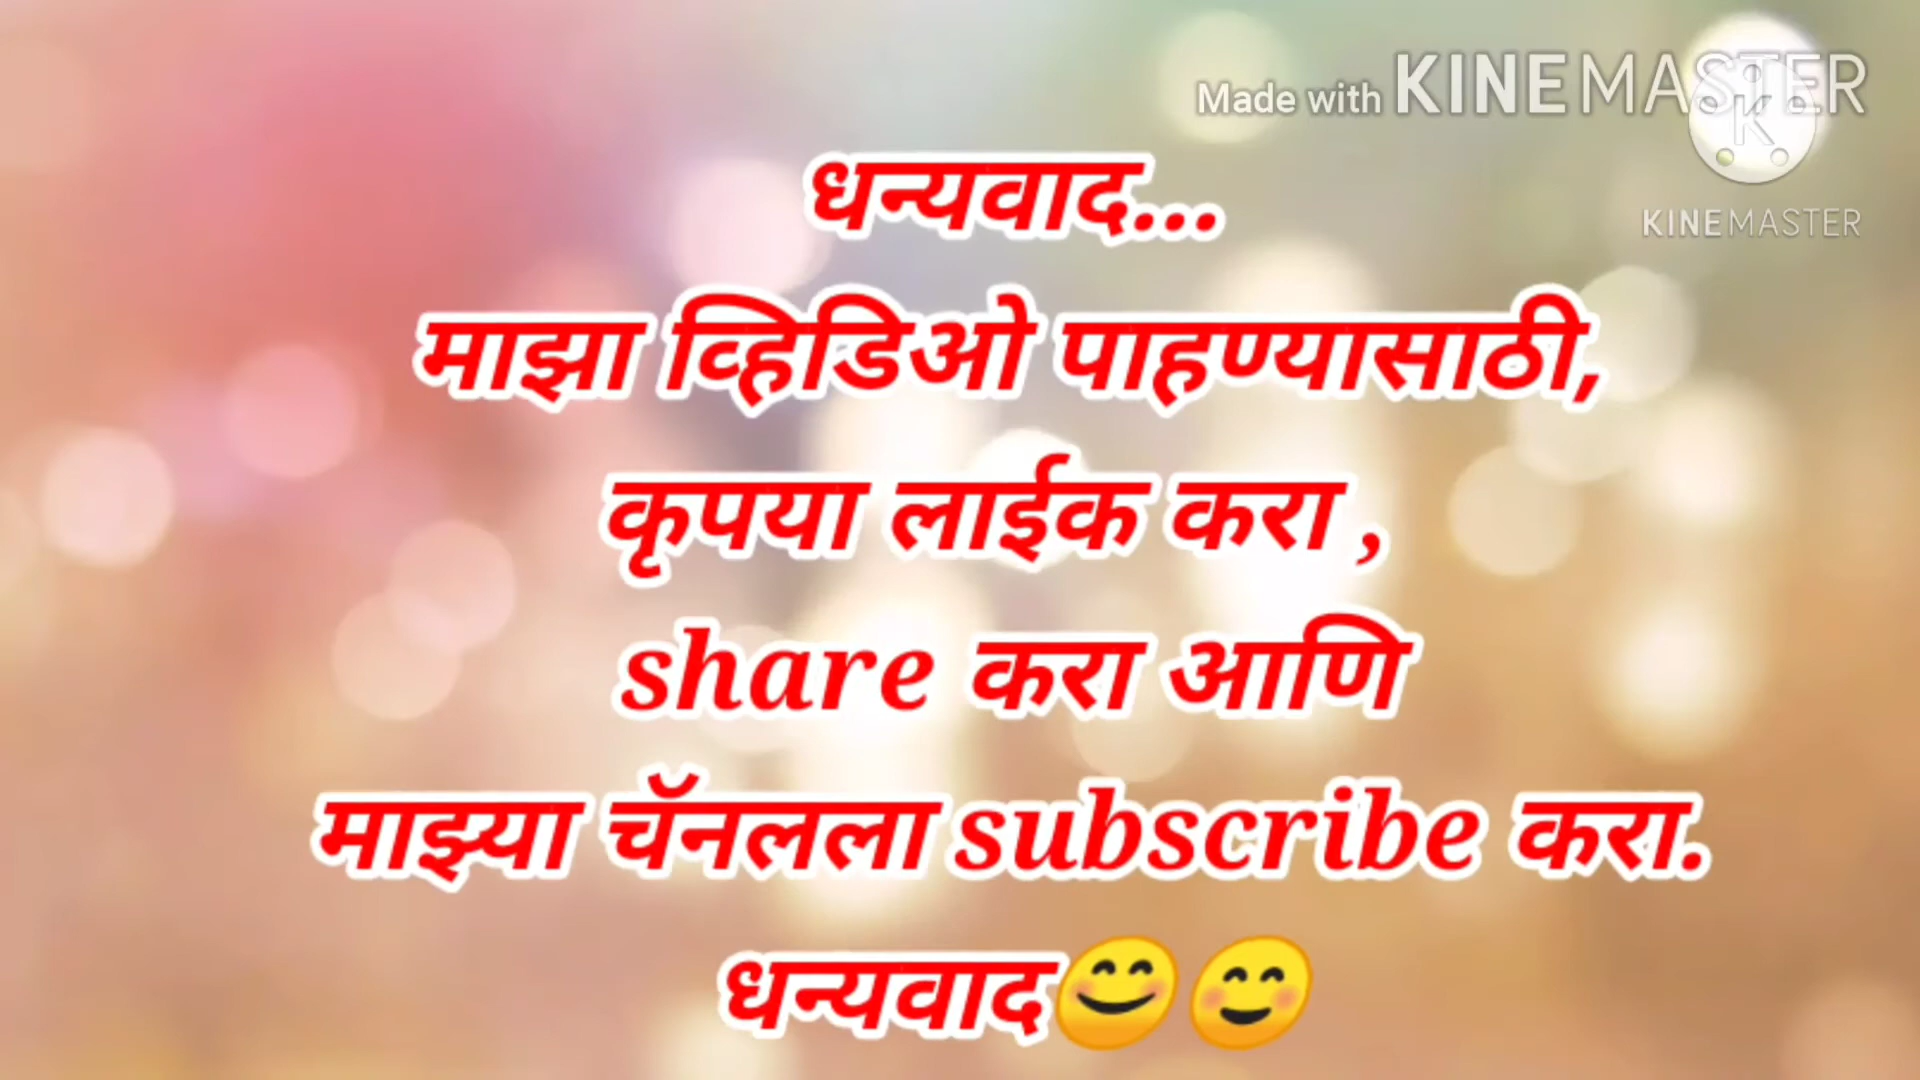 Made with KINEMASTER
K
KINEMASTER
धन्यवाद...
माझा व्हिडिओ पाहण्यासाठी,
कृपया लाईक करा ,
share करा आणि
माझ्या चॅनलला subscribe करा.
धन्यवाद😊😊